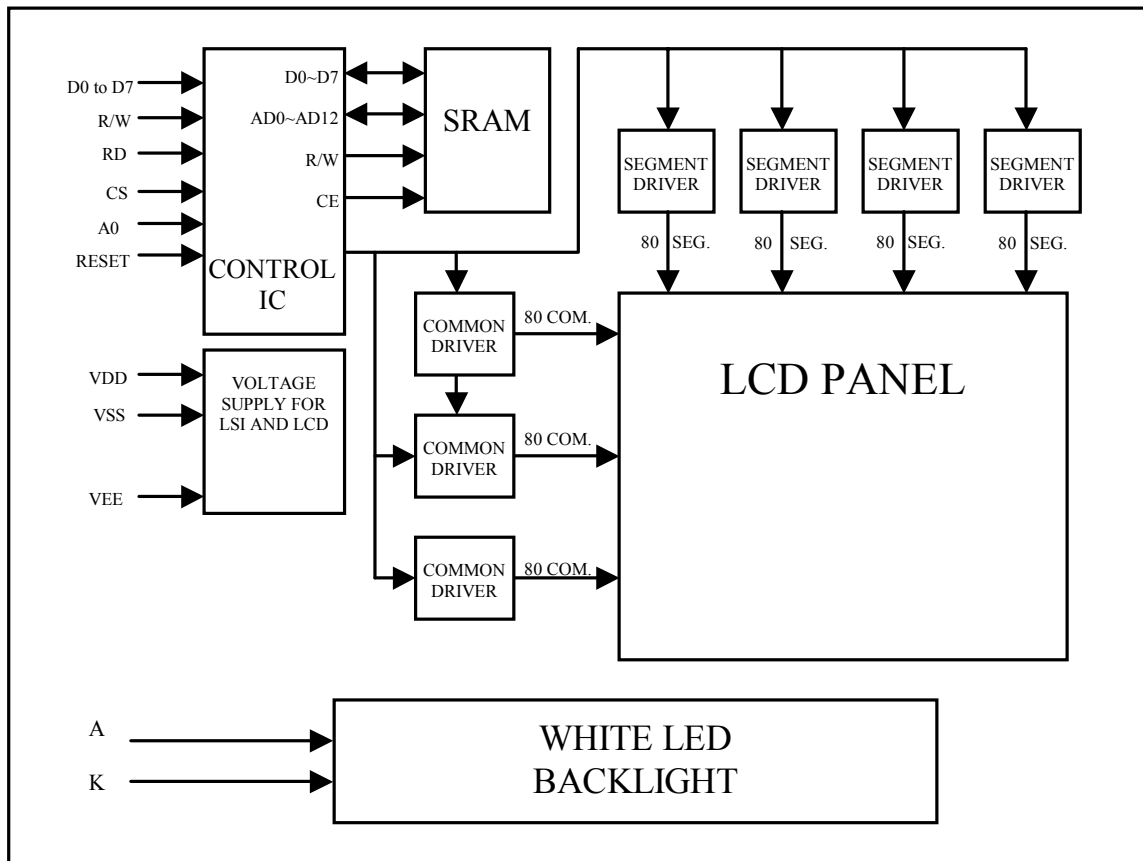 D0 to D7
R/W
RD
CS
A0
RESET
D0~D7
AD0~AD12
R/W
CE
CONTROL
IC
SRAM
SEGMENT
DRIVER
SEGMENT
DRIVER
SEGMENT
DRIVER
SEGMENT
DRIVER
80 SEG.
80 SEG.
80 SEG.
80 SEG.
VDD
VSS
VEE
VOLTAGE
SUPPLY FOR
LSI AND LCD
COMMON
DRIVER
80 COM.
COMMON
DRIVER
80 COM.
COMMON
DRIVER
80 COM.
LCD PANEL
A
K
WHITE LED
BACKLIGHT